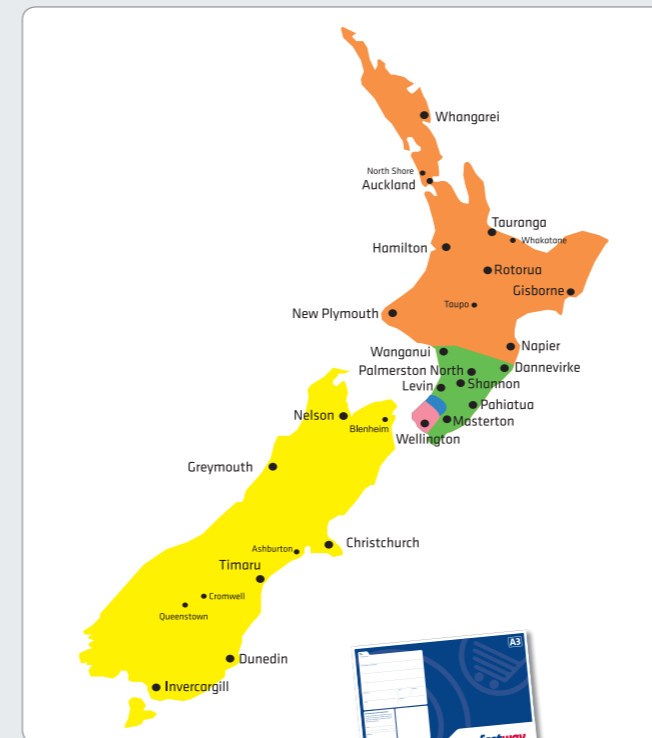 Whangarei
North Shore
Auckland
Tauranga
Whakatane
Hamilton
Rotorua
Gisborne
Taupo
New Plymouth
Napier
Wanganui
Dannevirke
Palmerston North
Shannon
Levin
Pahiatua
Nelson
Masterton
Blenheim
Wellington
Greymouth
Christchurch
Ashburton
Timaru
Cromwell
Queenstown
A3
Dunedin
Invercargill